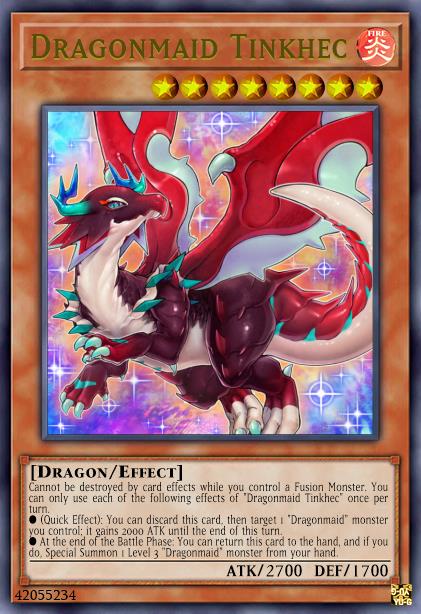 DRAGONMAID TINKHEC
FIRE
炎
[DRAGON/EFFECT]
Cannot be destroyed by card effects while you control a Fusion Monster. You
can only use each of the following effects of "Dragonmaid Tinkhec" once per
turn.
● (Quick Effect): You can discard this card, then target 1 "Dragonmaid" monster
you control; it gains 2000 ATK until the end of this turn.
● At the end of the Battle Phase: You can return this card to the hand, and if you
do, Special Summon 1 Level 3 "Dragonmaid" monster from your hand.
ATK/2700 DEF/1700
42055234